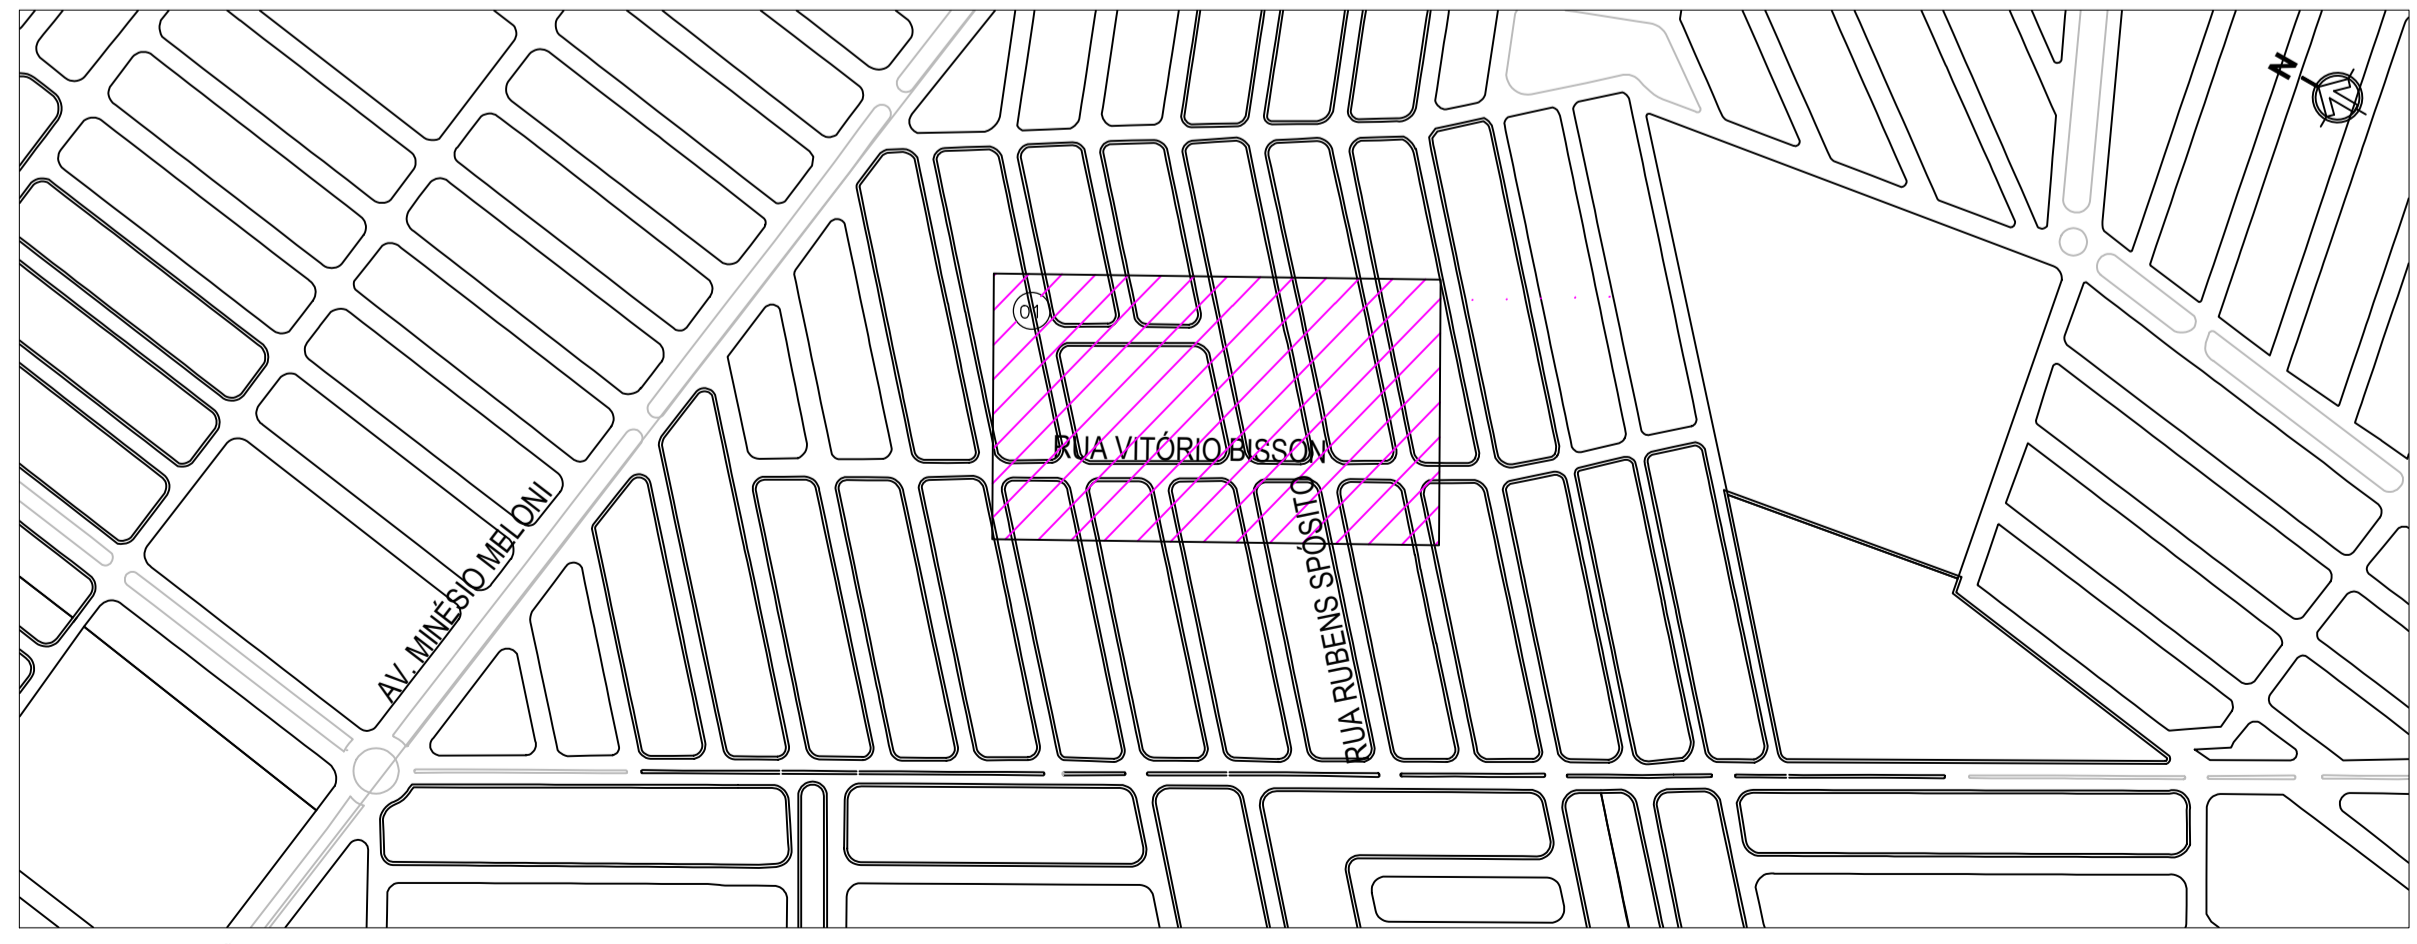 N
01
RUA VITÓRIO BISSON
AV. MINÉSIO MELONI
RUA RUBENS SPÓSITO